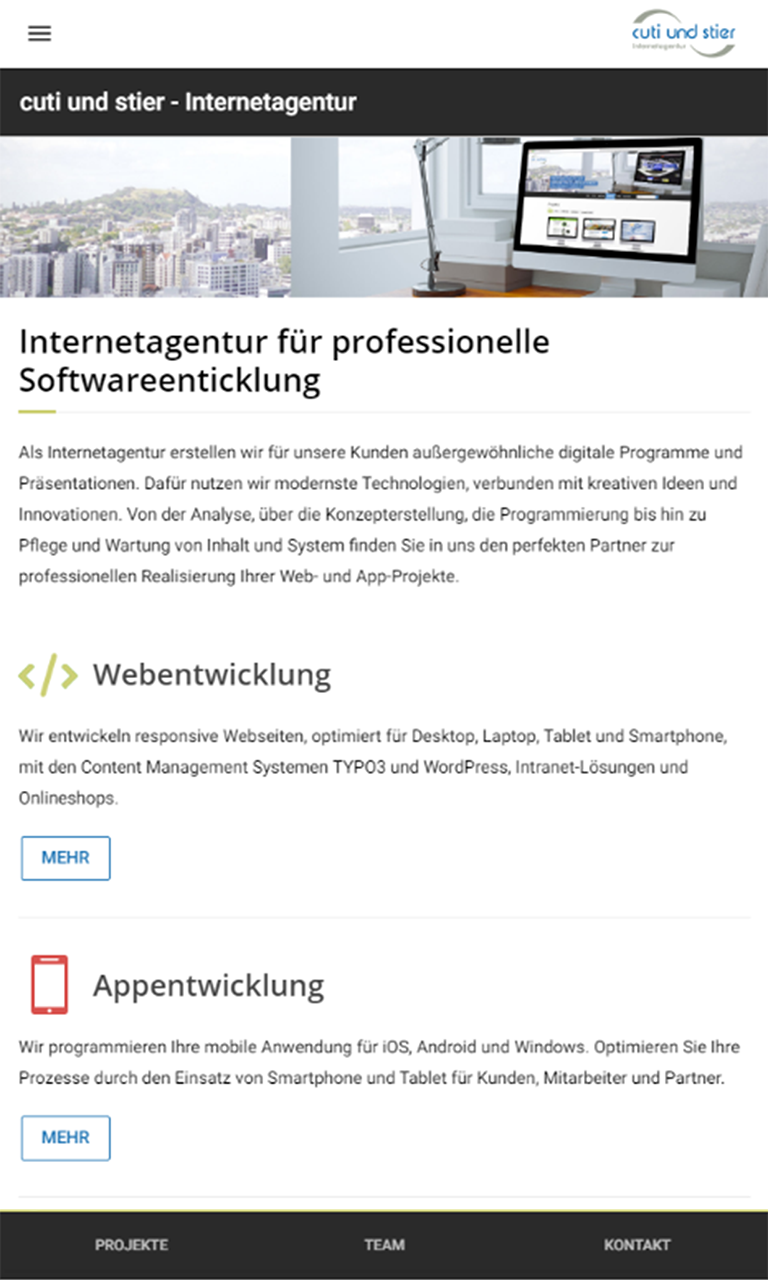 cuti und stier
Internetagentur
cuti und stier - Internetagentur
Internetagentur für professionelle
Softwareenticklung
Als Internetagentur erstellen wir für unsere Kunden außergewöhnliche digitale Programme und
Präsentationen. Dafür nutzen wir modernste Technologien, verbunden mit kreativen Ideen und
Innovationen. Von der Analyse, über die Konzepterstellung, die Programmierung bis hin zu
Pflege und Wartung von Inhalt und System finden Sie in uns den perfekten Partner zur
professionellen Realisierung Ihrer Web- und App-Projekte.
</> Webentwicklung
Wir entwickeln responsive Webseiten, optimiert für Desktop, Laptop, Tablet und Smartphone,
mit den Content Management Systemen TYPO3 und WordPress, Intranet-Lösungen und
Onlineshops.
MEHR
Appentwicklung
Wir programmieren Ihre mobile Anwendung für iOS, Android und Windows. Optimieren Sie Ihre
Prozesse durch den Einsatz von Smartphone und Tablet für Kunden, Mitarbeiter und Partner.
MEHR
PROJEKTE TEAM KONTAKT